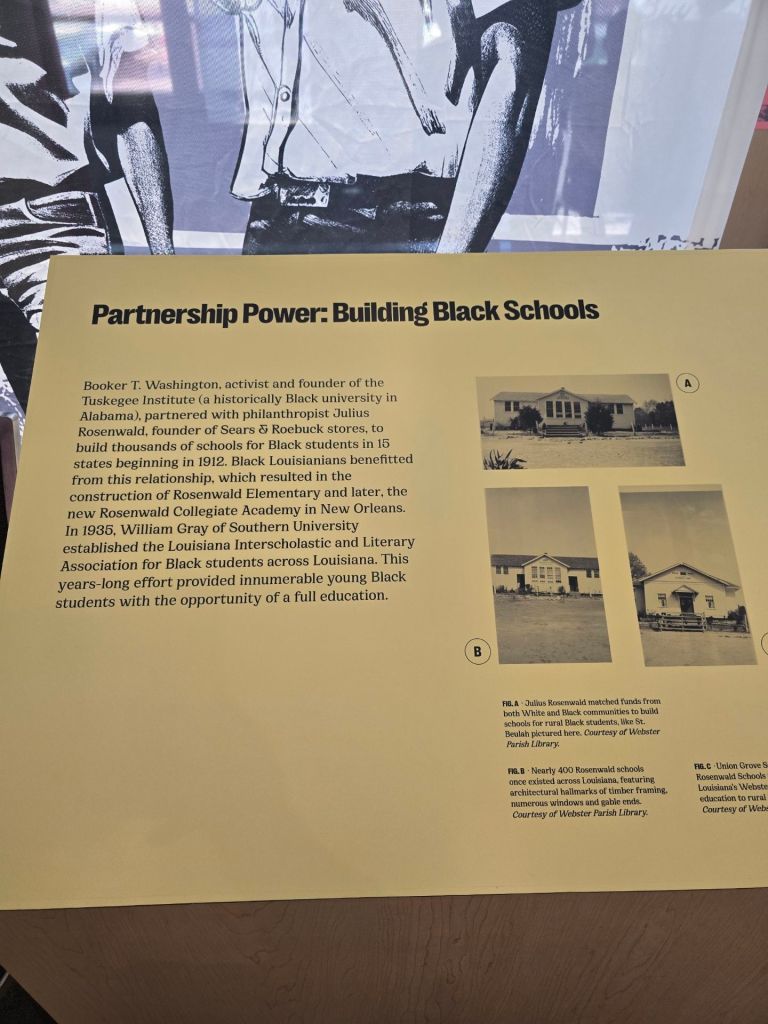 Partnership Power: Building Black Schools
Booker T. Washington, activist and founder of the
Tuskegee Institute (a historically Black university in
Alabama), partnered with philanthropist Julius
Rosenwald, founder of Sears & Roebuck stores, to
build thousands of schools for Black students in 15
states beginning in 1912. Black Louisianians benefitted
from this relationship, which resulted in the
construction of Rosenwald Elementary and later, the
new Rosenwald Collegiate Academy in New Orleans.
In 1935, William Gray of Southern University
established the Louisiana Interscholastic and Literary
Association for Black students across Louisiana. This
years-long effort provided innumerable young Black
students with the opportunity of a full education.
A
B
FIG. A · Julius Rosenwald matched funds from
both White and Black communities to build
schools for rural Black students, like St.
Beulah pictured here. Courtesy of Webster
Parish Library.
FIG. B · Nearly 400 Rosenwald schools
once existed across Louisiana, featuring
architectural hallmarks of timber framing,
numerous windows and gable ends.
Courtesy of Webster Parish Library.
FIG. C · Union Grove
Rosenwald Schools
Louisiana's
education to rural
Courtesy of